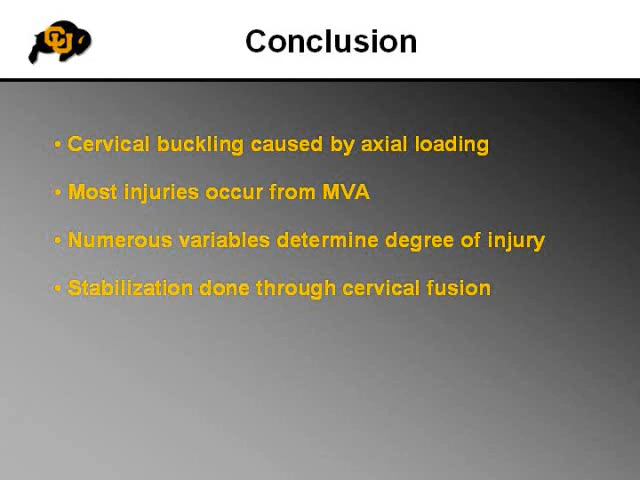 CU
Conclusion
• Cervical buckling caused by axial loading
• Most injuries occur from MVA
• Numerous variables determine degree of injury
• Stabilization done through cervical fusion